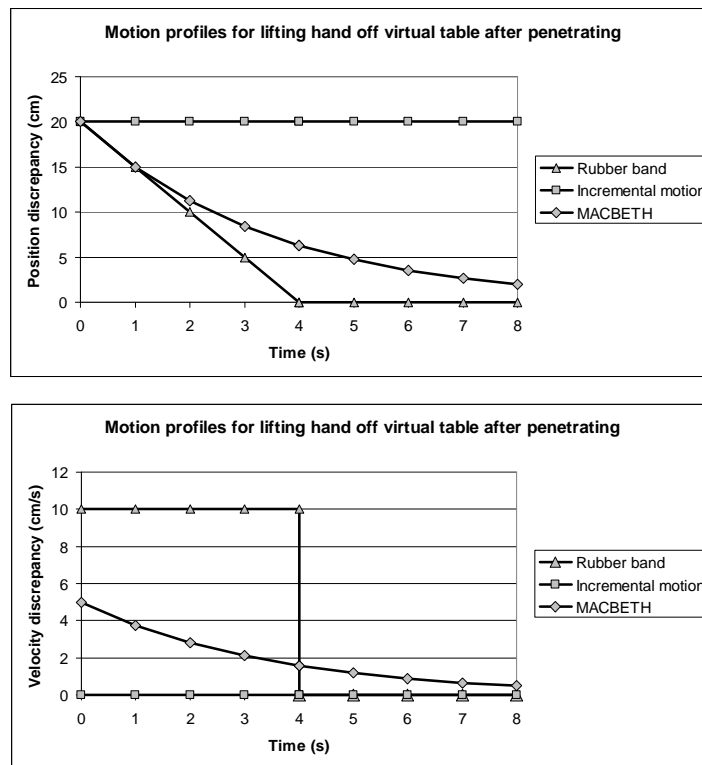 Motion profiles for lifting hand off virtual table after penetrating
25
20
15
10
5
0
Position discrepancy (cm)
0 1 2 3 4 5 6 7 8
Time (s)
Rubber band
Incremental motion
MACBETH
Motion profiles for lifting hand off virtual table after penetrating
12
10
8
6
4
2
0
Velocity discrepancy (cm/s)
0 1 2 3 4 5 6 7 8
Time (s)
Rubber band
Incremental motion
MACBETH